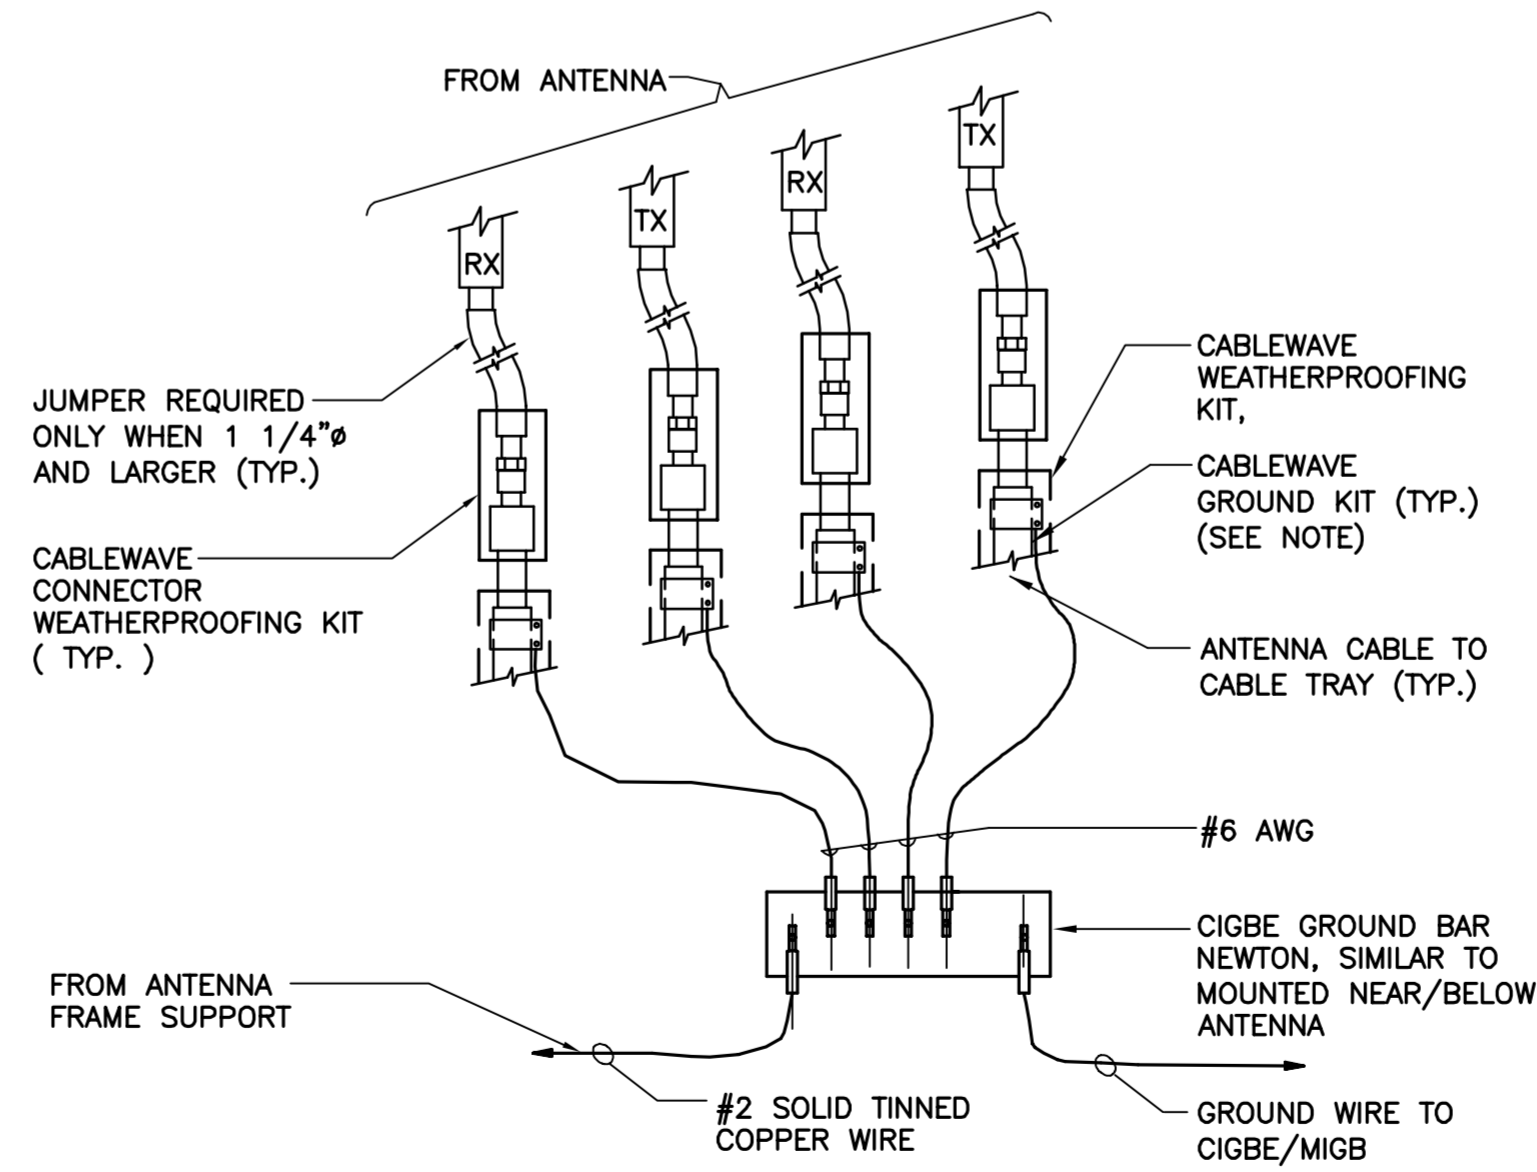 FROM ANTENNA
TX
RX
TX
RX
JUMPER REQUIRED
ONLY WHEN 1 1/4"ø
AND LARGER (TYP.)
CABLEWAVE
CONNECTOR
WEATHERPROOFING KIT
( TYP. )
CABLEWAVE
WEATHERPROOFING
KIT,
CABLEWAVE
GROUND KIT (TYP.)
(SEE NOTE)
ANTENNA CABLE TO
CABLE TRAY (TYP.)
#6 AWG
CIGBE GROUND BAR
NEWTON, SIMILAR TO
MOUNTED NEAR/BELOW
ANTENNA
FROM ANTENNA
FRAME SUPPORT
#2 SOLID TINNED
COPPER WIRE
GROUND WIRE TO
CIGBE/MIGB